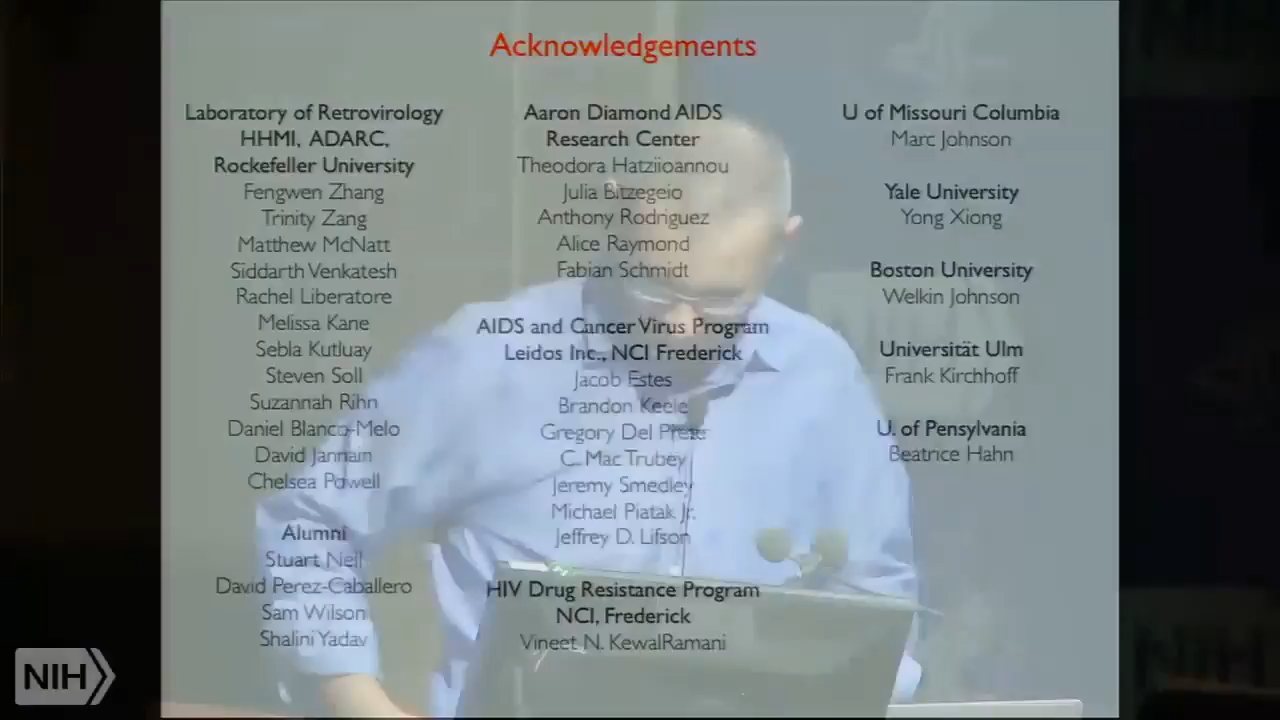 Acknowledgements
Laboratory of Retrovirology
HHMI, ADARC,
Rockefeller University
Fengwen Zhang
Trinity Zang
Matthew McNatt
Siddarth Venkatesh
Rachel Liberatore
Melissa Kane
Sebla Kutluay
Steven Soll
Suzannah Rihn
Daniel Blanco-Melo
David Jannain
Chelsea Powell
Alumni
Stuart Neil
David Perez-Caballero
Sam Wilson
Shalini Yadav
Aaron Diamond AIDS
Research Center
Theodora Hatziioannou
Julia Bitzegeio
Anthony Rodriguez
Alice Raymond
Fabian Schmidt
AIDS and Cancer Virus Program
Leidos Inc., NCI Frederick
Jacob Estes
Brandon Keele
Gregory Del Prete
C. Mac Trubey
Jeremy Smedley
Michael Piatak Jr.
Jeffrey D. Lifson
HIV Drug Resistance Program
NCI, Frederick
Vineet N. KewalRamani
U of Missouri Columbia
Marc Johnson
Yale University
Yong Xiong
Boston University
Welkin Johnson
Universität Ulm
Frank Kirchhoff
U. of Pensylvania
Beatrice Hahn
NIH